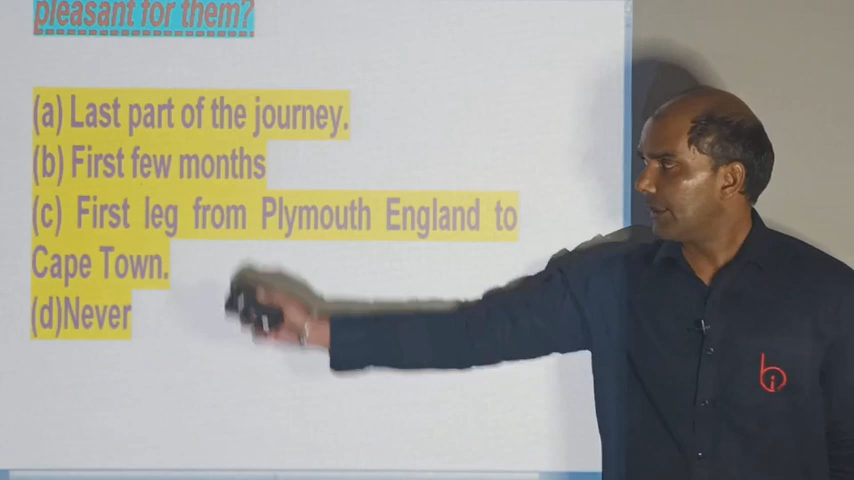 pleasant for them?
(a) Last part of the journey.
(b) First few months
(c) First leg from Plymouth England to
Cape Town.
(d)Never